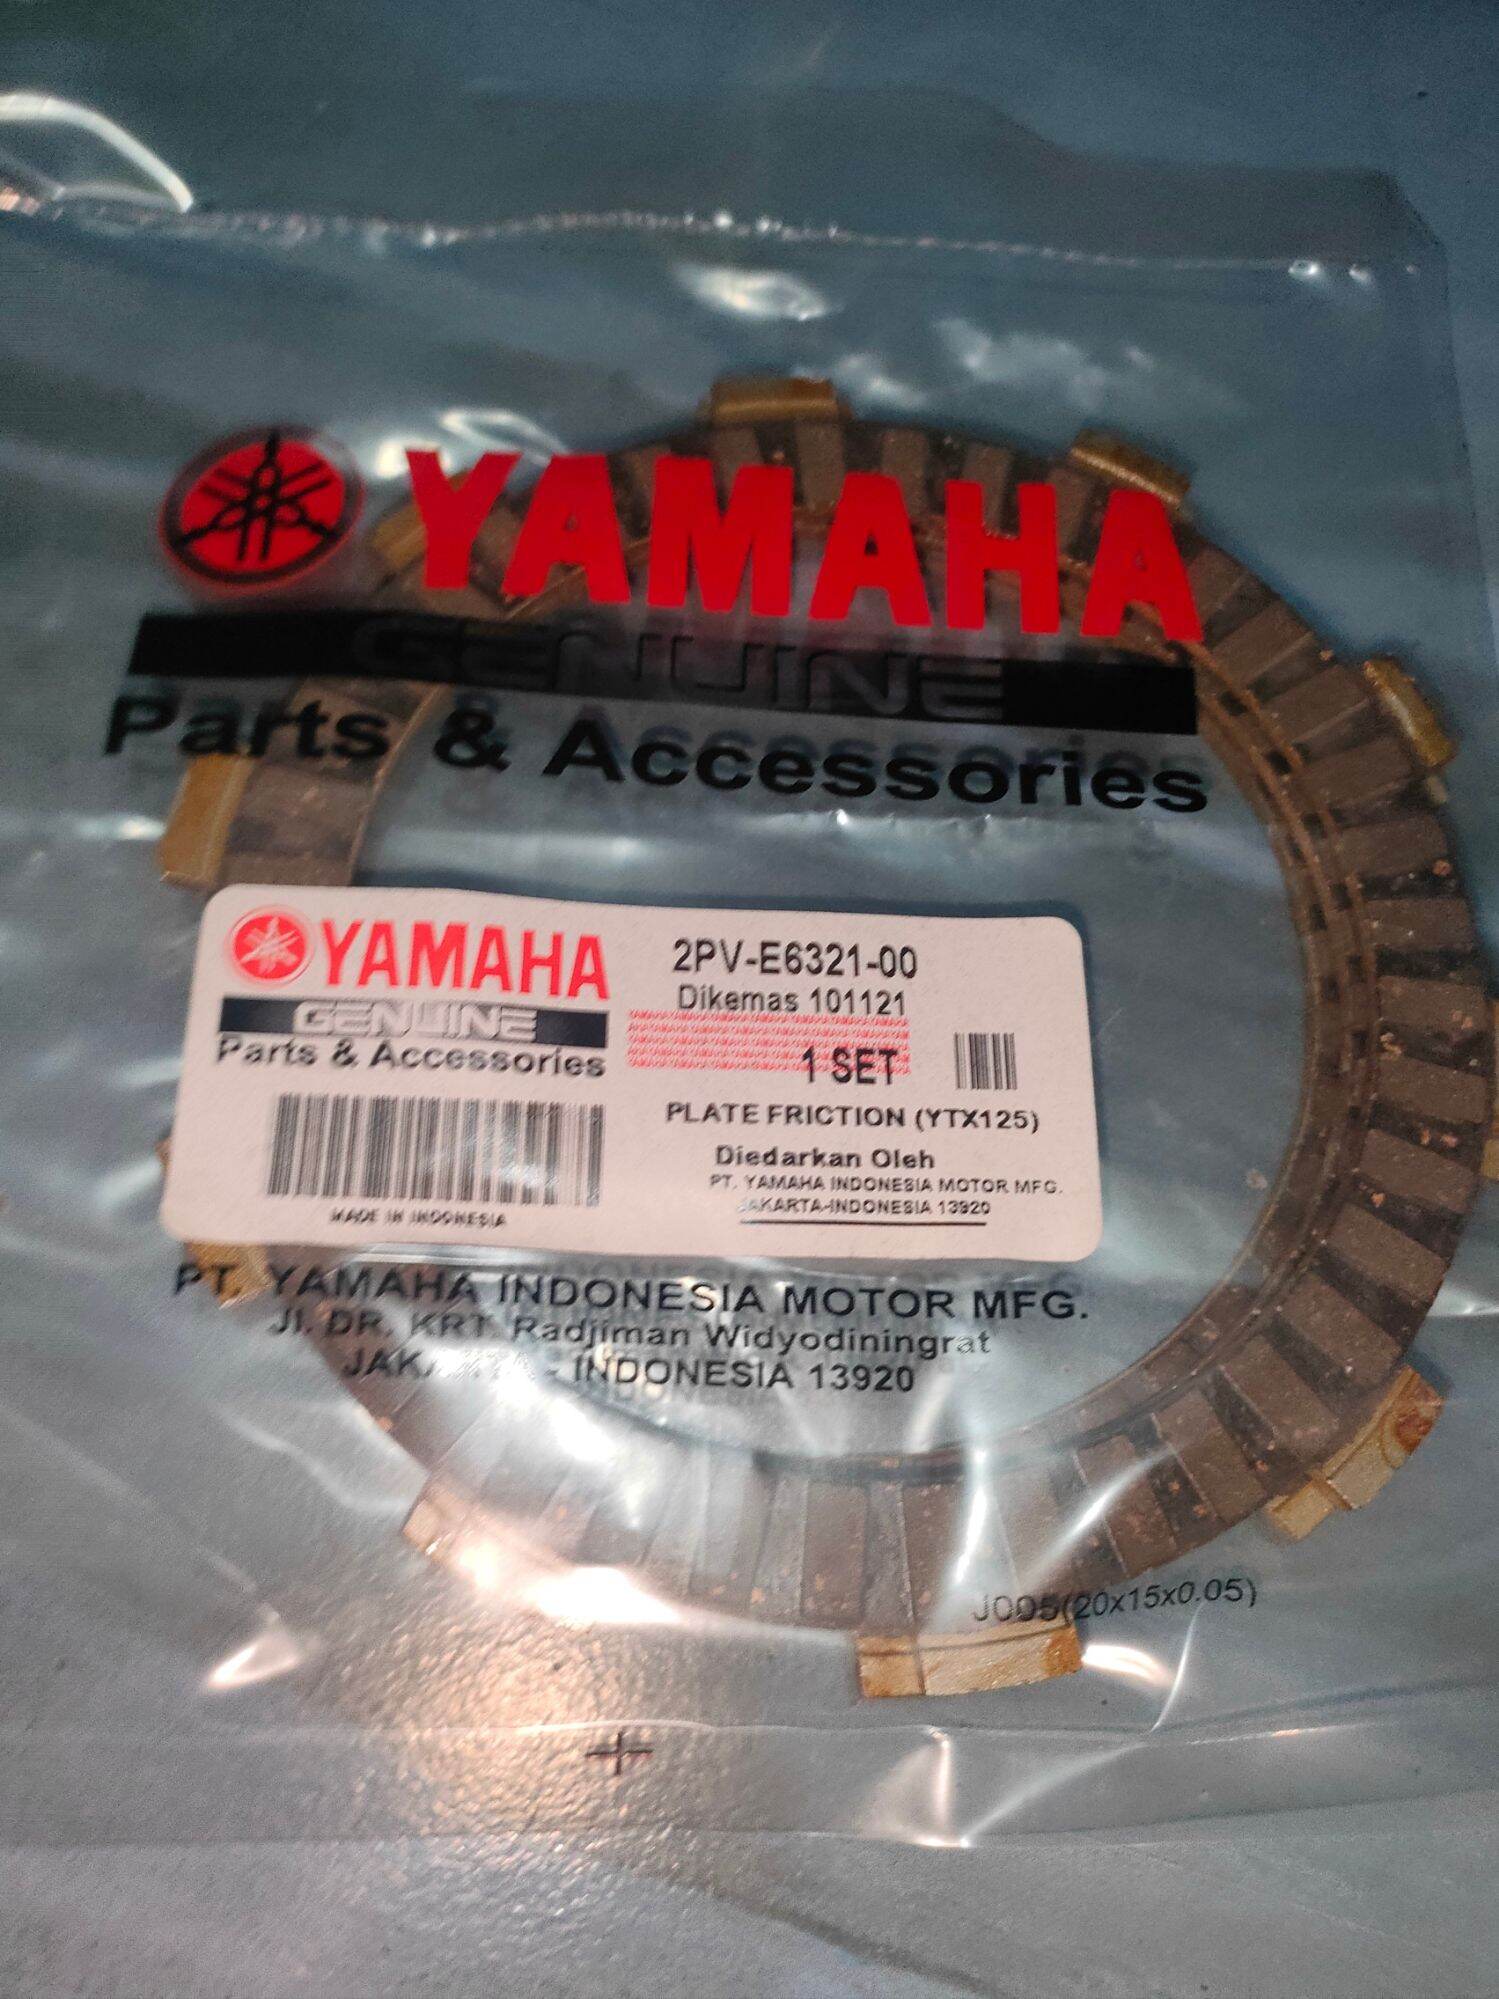 YAMAHA
GENUINE
Parts & Accessories
YAMAHA
GENUINE
Parts & Accessories
MADE IN INDONESIA
2PV-E6321-00
Dikemas 101121
1 SET
PLATE FRICTION (YTX125)
Diedarkan Oleh
PT. YAMAHA INDONESIA MOTOR MFG.
JAKARTA-INDONESIA 13920
PT. YAMAHA INDONESIA MOTOR MFG.
Jl. DR. KRT. Radjiman Widyodiningrat
JAKARTA - INDONESIA 13920
J005(20x15x0.05)